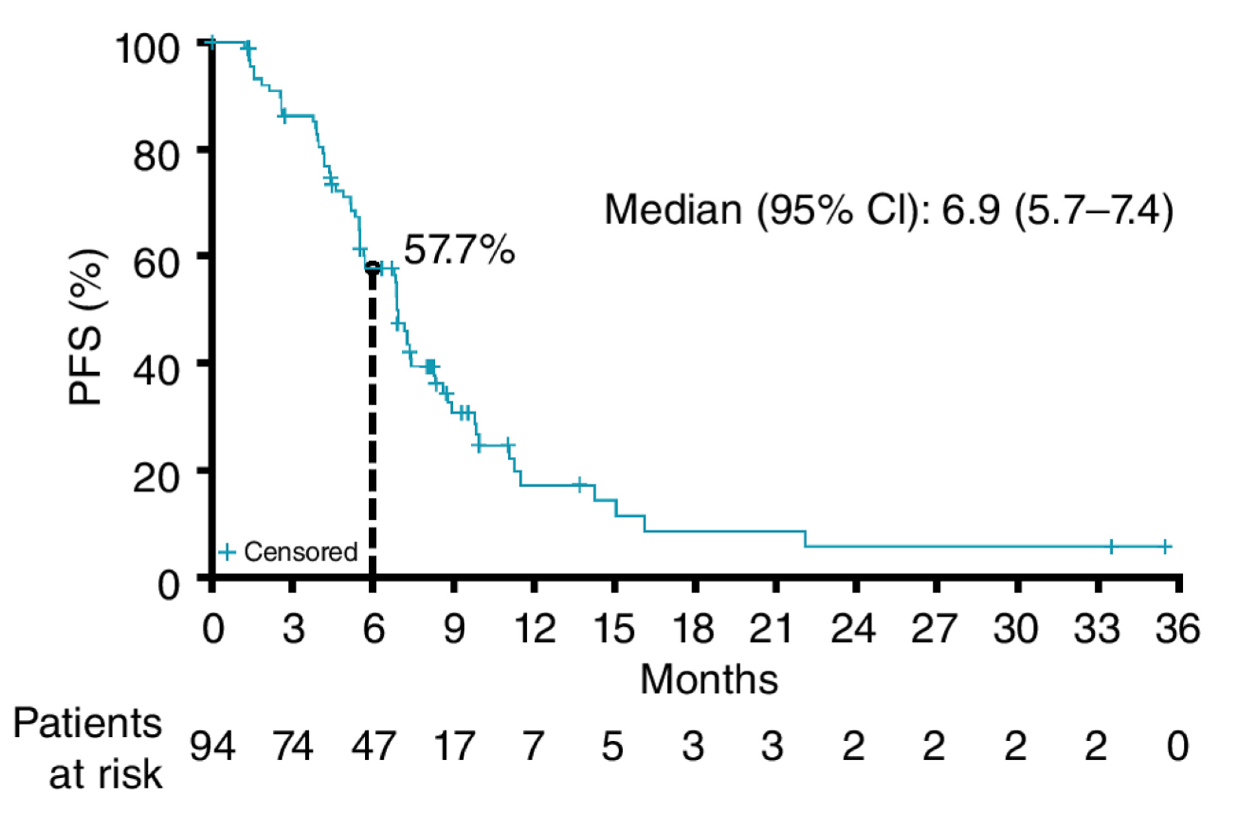 100
80
60
40
20
0
PFS (%)
Median (95% CI): 6.9 (5.7–7.4)
57.7%
Censored
0 3 6 9 12 15 18 21 24 27 30 33 36
Months
Patients
at risk
94 74 47 17 7 5 3 3 2 2 2 2 0